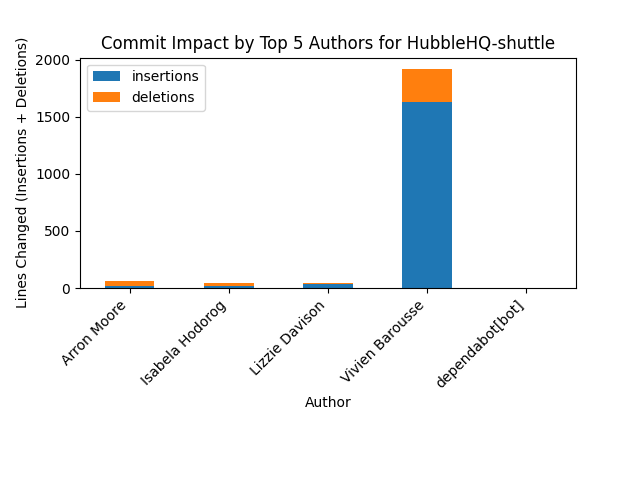 Commit Impact by Top 5 Authors for HubbleHQ-shuttle
Lines Changed (Insertions + Deletions)
2000
1500
1000
500
0
insertions
deletions
Arron Moore
Isabela Hodorog
Lizzie Davison
Vivien Barousse
dependabot[bot]
Author